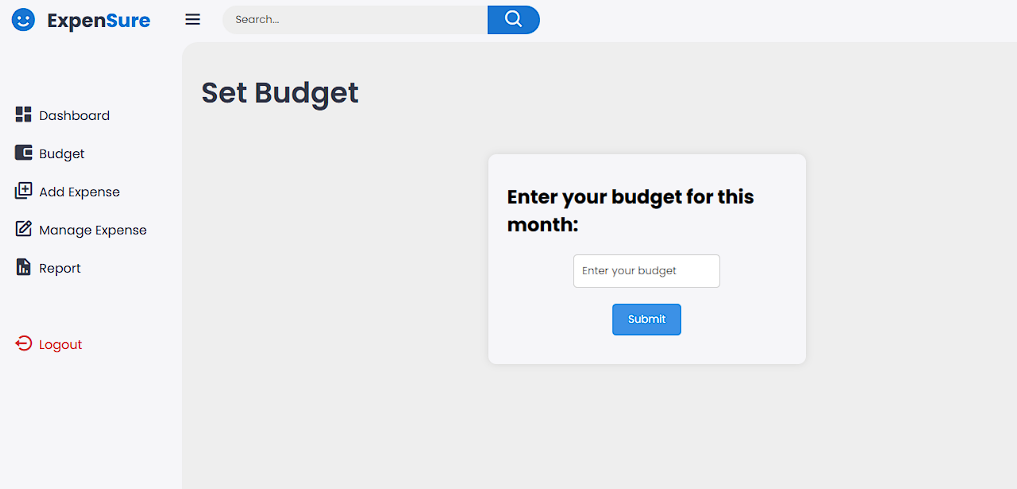 ExpenSure
Search...
Set Budget
Dashboard
Budget
Add Expense
Manage Expense
Report
Logout
Enter your budget for this
month:
Enter your budget
Submit